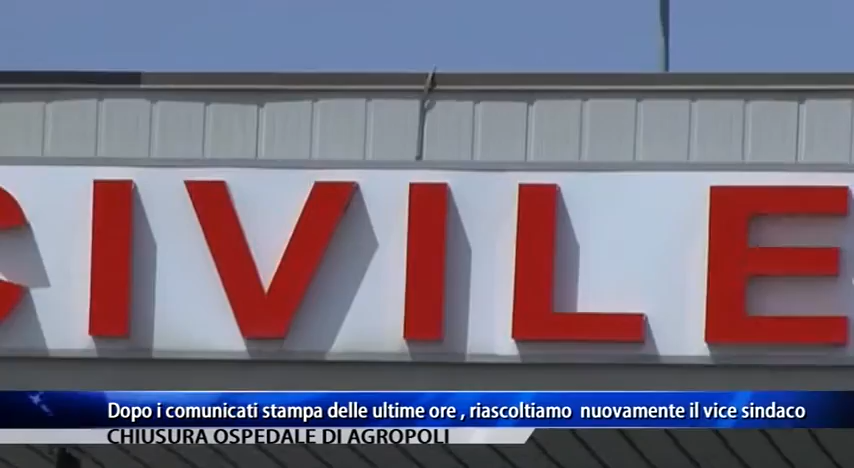 CIVILE
Dopo i comunicati stampa delle ultime ore , riascoltiamo nuovamente il vice sindaco
CHIUSURA OSPEDALE DI AGROPOLI